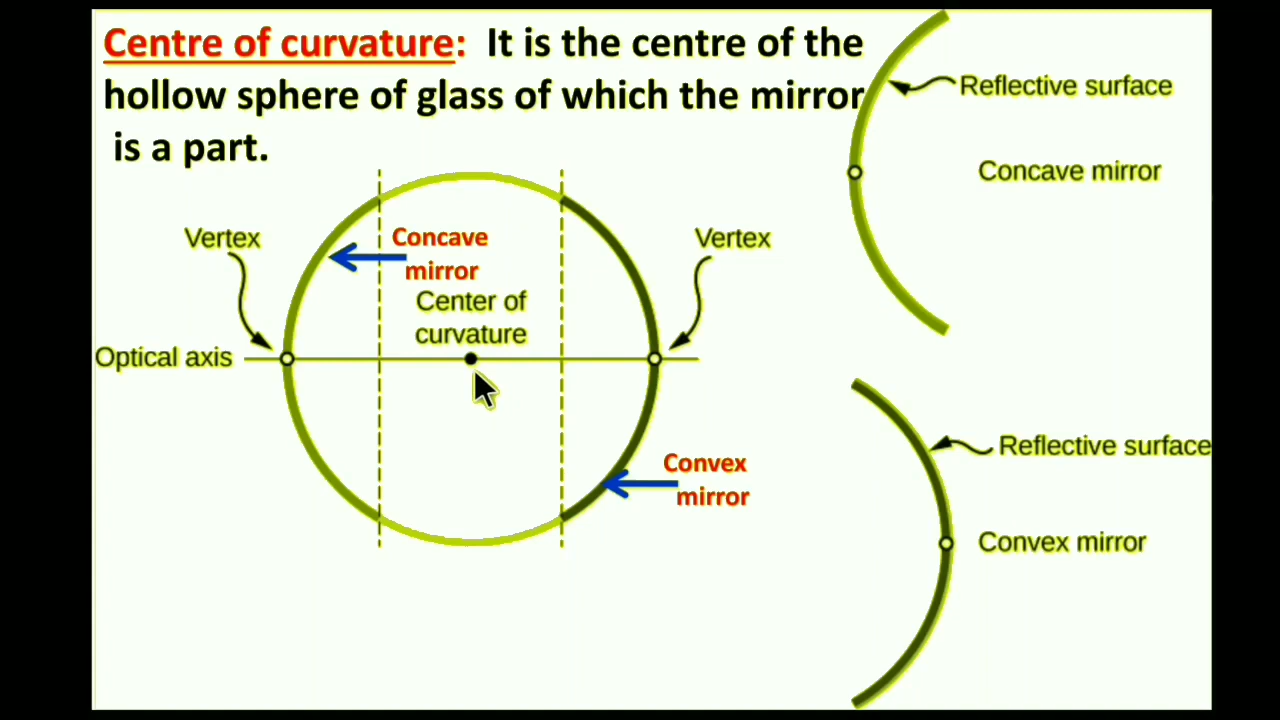 Centre of curvature: It is the centre of the
hollow sphere of glass of which the mirror
is a part.
Reflective surface
Concave mirror
Vertex
Concave
mirror
Vertex
Center of
curvature
Optical axis
Convex
mirror
Reflective surface
Convex mirror